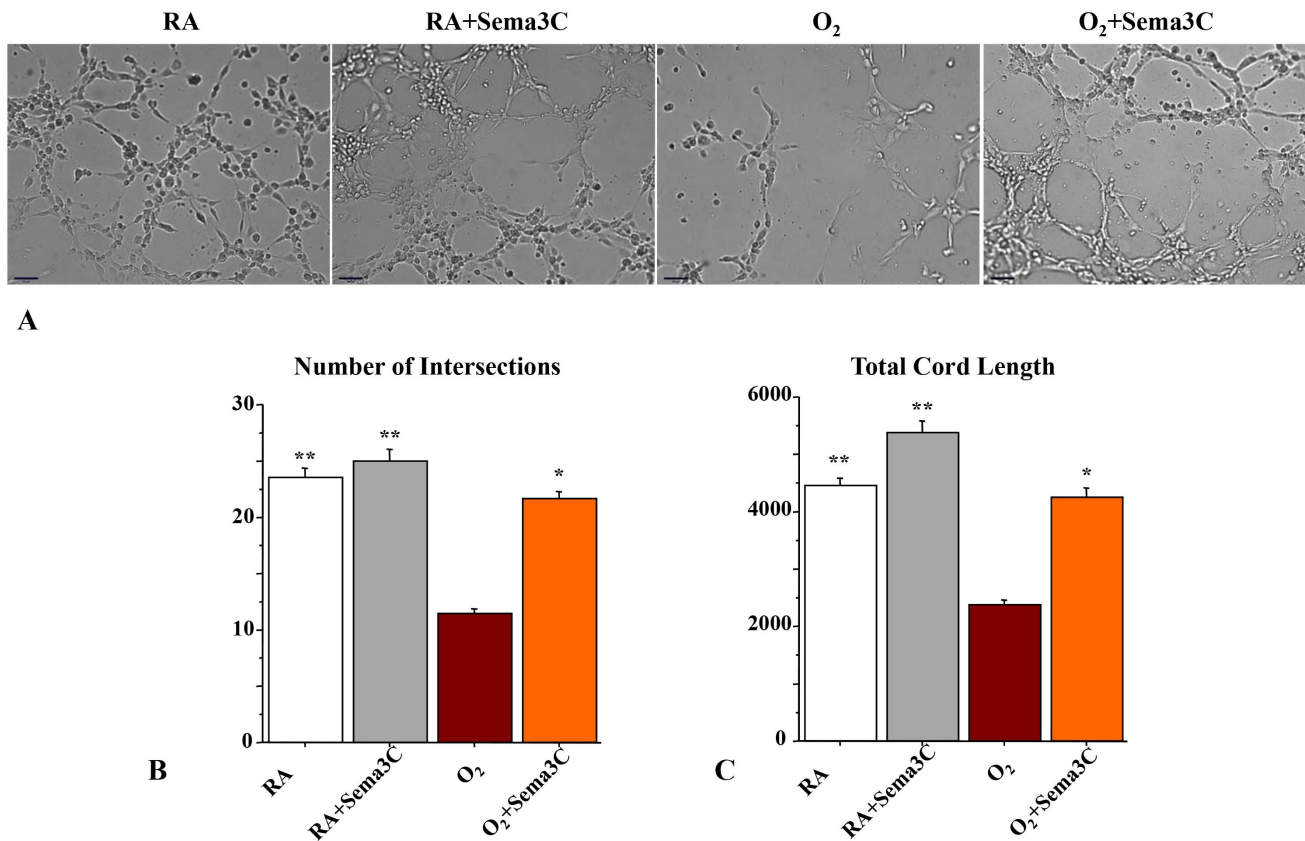 RA RA+Sema3C O₂ O₂+Sema3C
A
Number of Intersections
30
20
10
0
** ** *
RA RA+Sema3C O₂ O₂+Sema3C
B
Total Cord Length
6000
4000
2000
0
** ** *
RA RA+Sema3C O₂ O₂+Sema3C
C